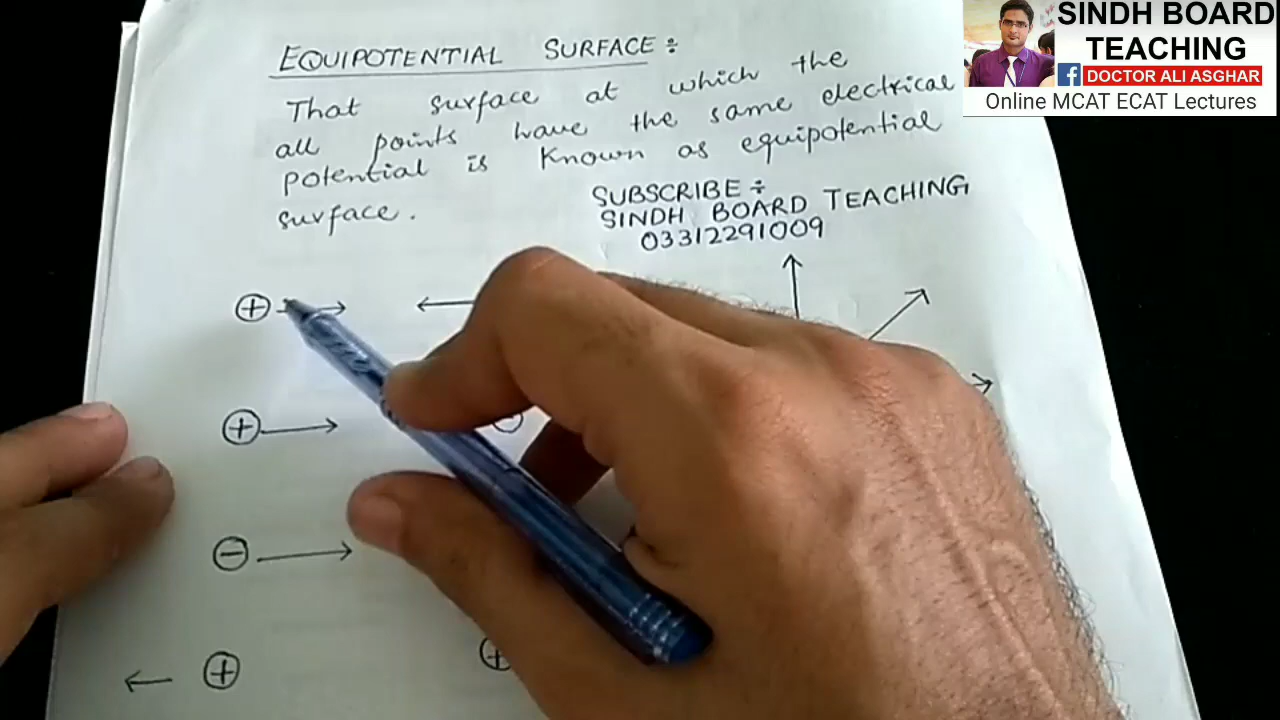 SINDH BOARD
TEACHING
f DOCTOR ALI ASGHAR
Online MCAT ECAT Lectures
EQUIPOTENTIAL SURFACE ÷
That surface at which the
all points have the same electrical
potential is known as equipotential
surface.
SUBSCRIBE ÷
SINDH BOARD TEACHING
03312291009
+
+
−
−
+
+